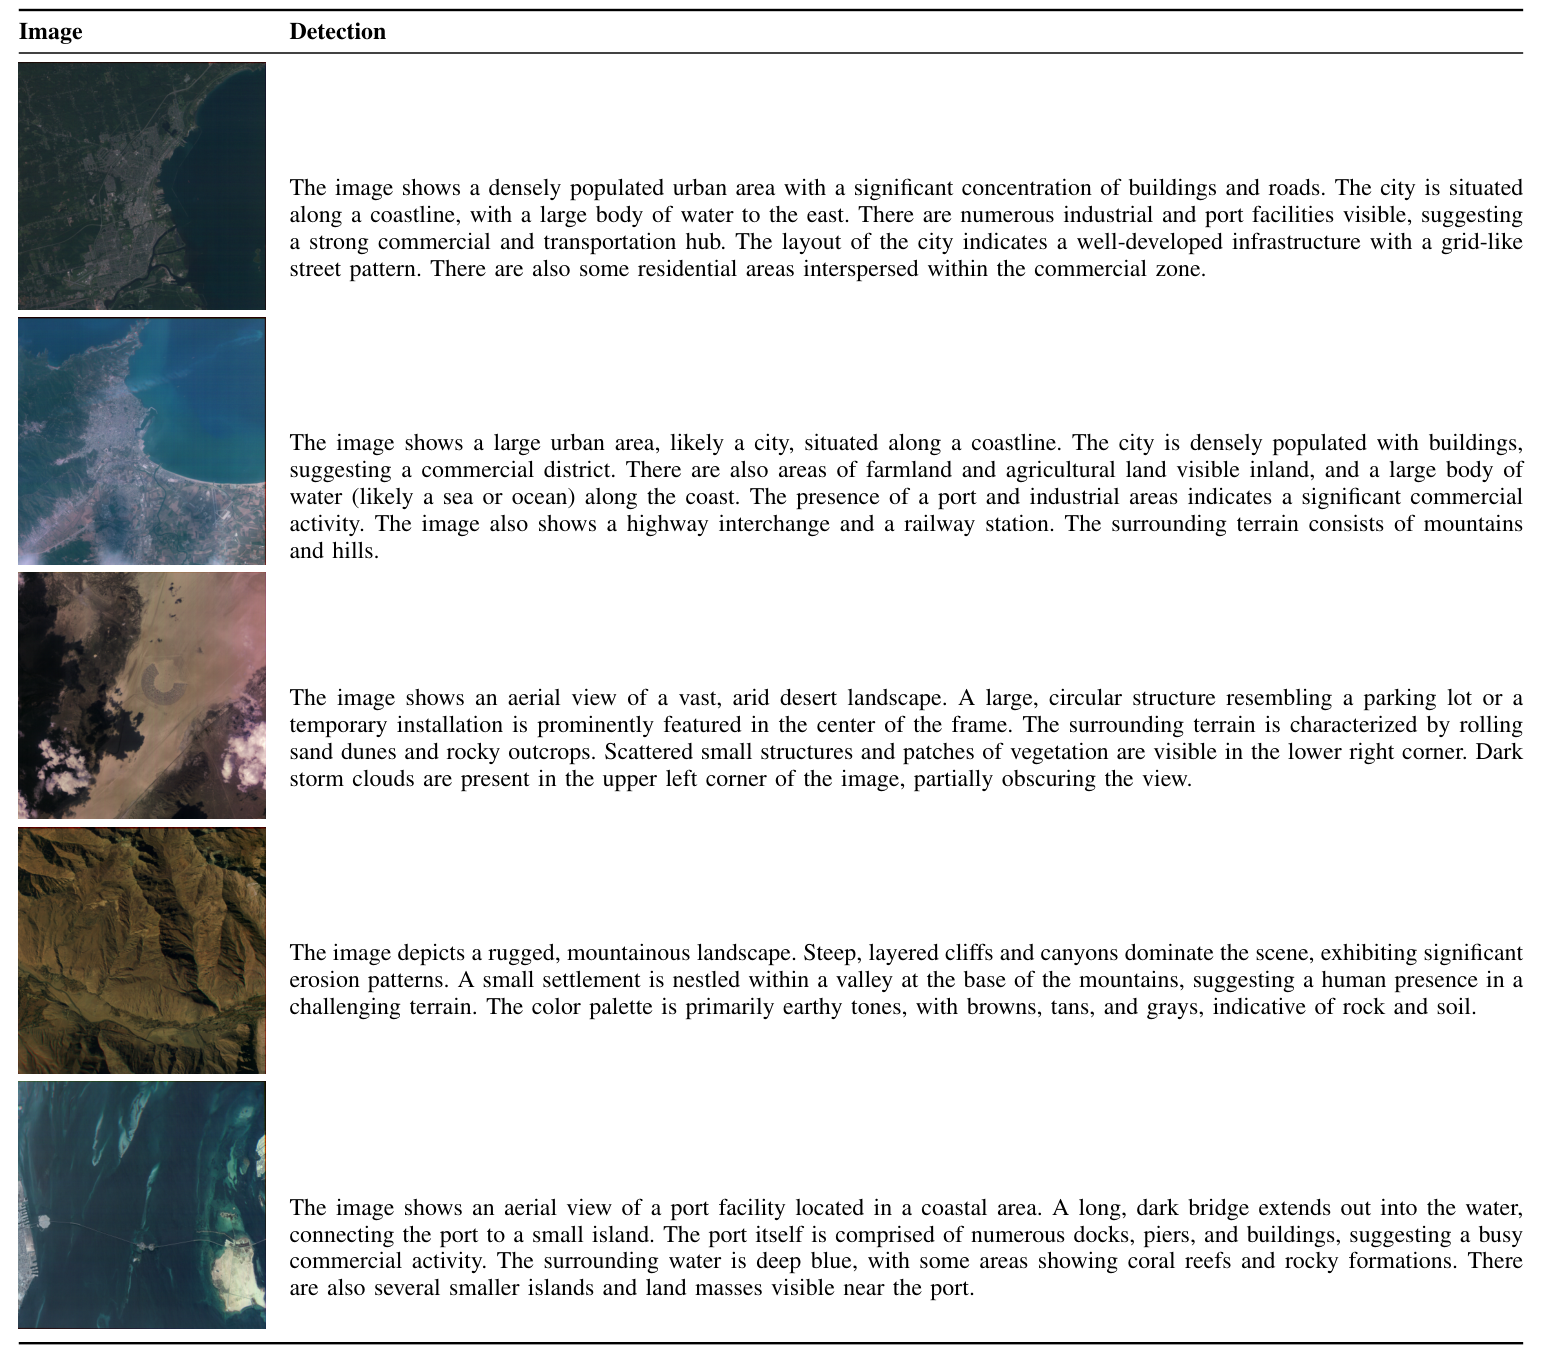 Image Detection
The image shows a densely populated urban area with a significant concentration of buildings and roads. The city is situated
along a coastline, with a large body of water to the east. There are numerous industrial and port facilities visible, suggesting
a strong commercial and transportation hub. The layout of the city indicates a well-developed infrastructure with a grid-like
street pattern. There are also some residential areas interspersed within the commercial zone.
The image shows a large urban area, likely a city, situated along a coastline. The city is densely populated with buildings,
suggesting a commercial district. There are also areas of farmland and agricultural land visible inland, and a large body of
water (likely a sea or ocean) along the coast. The presence of a port and industrial areas indicates a significant commercial
activity. The image also shows a highway interchange and a railway station. The surrounding terrain consists of mountains
and hills.
The image shows an aerial view of a vast, arid desert landscape. A large, circular structure resembling a parking lot or a
temporary installation is prominently featured in the center of the frame. The surrounding terrain is characterized by rolling
sand dunes and rocky outcrops. Scattered small structures and patches of vegetation are visible in the lower right corner. Dark
storm clouds are present in the upper left corner of the image, partially obscuring the view.
The image depicts a rugged, mountainous landscape. Steep, layered cliffs and canyons dominate the scene, exhibiting significant
erosion patterns. A small settlement is nestled within a valley at the base of the mountains, suggesting a human presence in a
challenging terrain. The color palette is primarily earthy tones, with browns, tans, and grays, indicative of rock and soil.
The image shows an aerial view of a port facility located in a coastal area. A long, dark bridge extends out into the water,
connecting the port to a small island. The port itself is comprised of numerous docks, piers, and buildings, suggesting a busy
commercial activity. The surrounding water is deep blue, with some areas showing coral reefs and rocky formations. There
are also several smaller islands and land masses visible near the port.